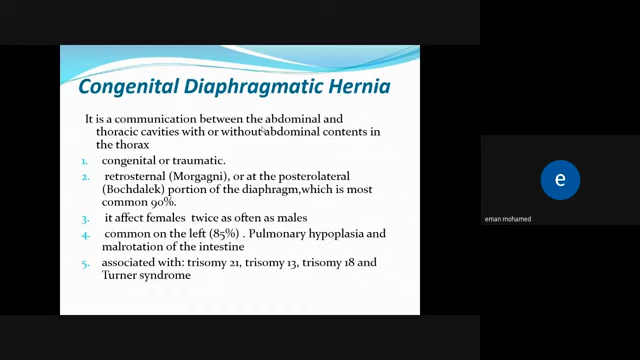 Congenital Diaphragmatic Hernia
It is a communication between the abdominal and
thoracic cavities with or without abdominal contents in
the thorax
1. congenital or traumatic.
2. retrosternal (Morgagni), or at the posterolateral
(Bochdalek) portion of the diaphragm,which is most
common 90%.
3. it affect females twice as often as males
4. common on the left (85%) . Pulmonary hypoplasia and
malrotation of the intestine
5. associated with: trisomy 21, trisomy 13, trisomy 18 and
Turner syndrome
e
eman mohamed